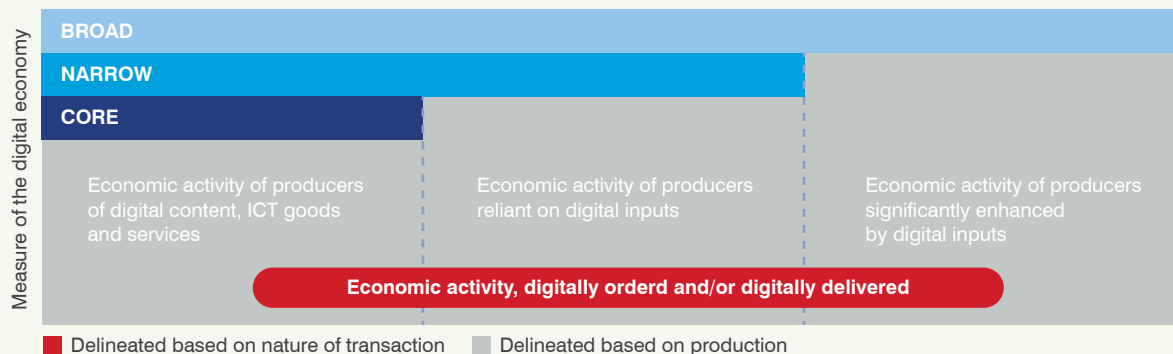 Measure of the digital economy
BROAD
NARROW
CORE
Economic activity of producers
of digital content, ICT goods
and services
Economic activity of producers
reliant on digital inputs
Economic activity of producers
significantly enhanced
by digital inputs
Economic activity, digitally orderd and/or digitally delivered
Delineated based on nature of transaction
Delineated based on production